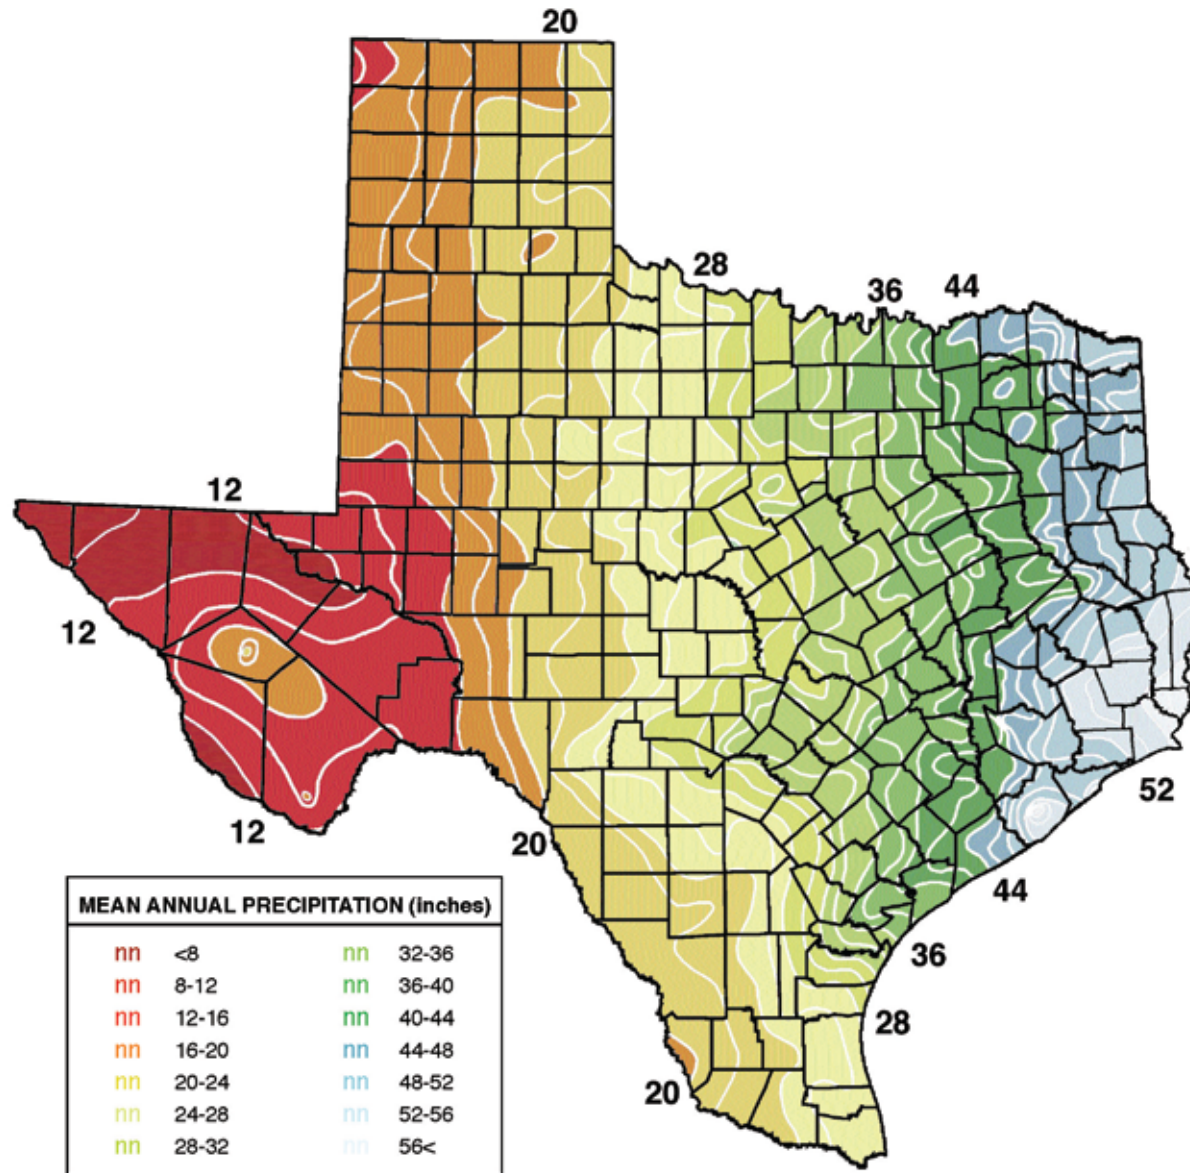 20
28
36
44
12
12
12
20
52
44
36
28
20
MEAN ANNUAL PRECIPITATION (inches)
nn <8 nn 32-36
nn 8-12 nn 36-40
nn 12-16 nn 40-44
nn 16-20 nn 44-48
nn 20-24 nn 48-52
nn 24-28 nn 52-56
nn 28-32 nn 56<